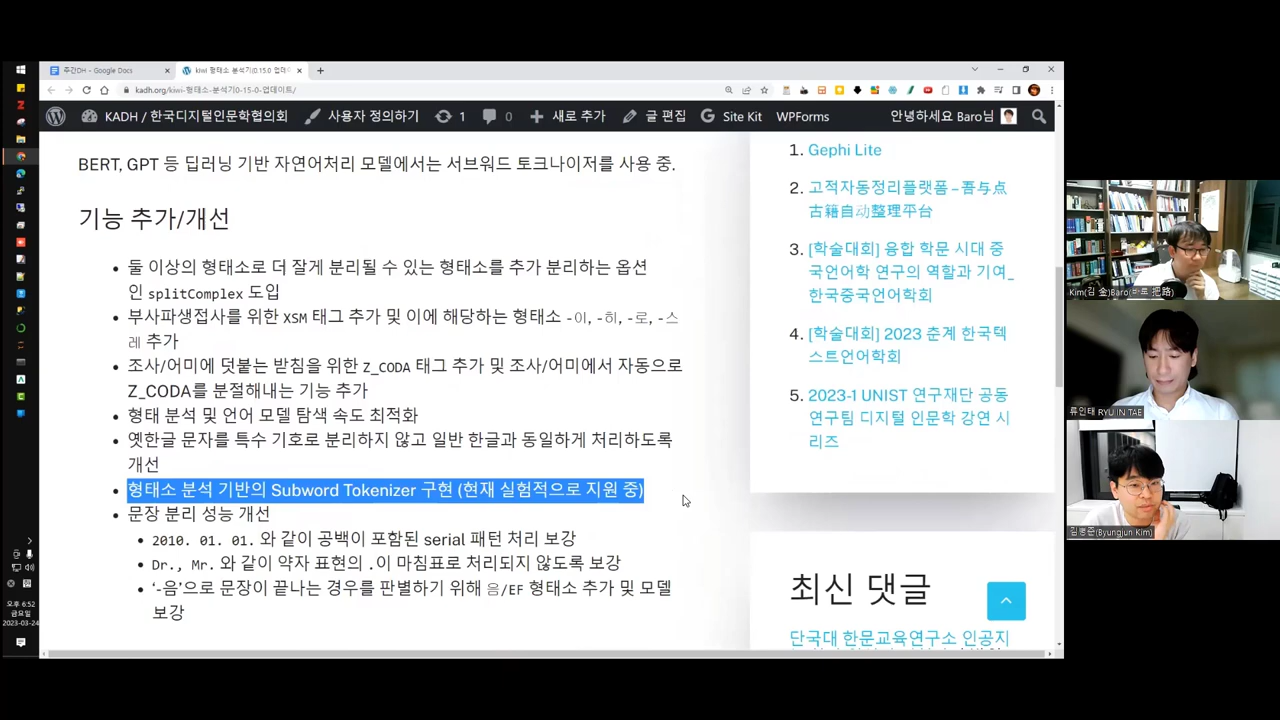 주간DH - Google Docs
kiwi 형태소 분석기(0.15.0 업데이
kadh.org/kiwi-형태소-분석기0-15-0-업데이트/
KADH / 한국디지털인문학협의회
사용자 정의하기
1
0
새로 추가
글 편집
Site Kit
WPForms
안녕하세요 Baro님
BERT, GPT 등 딥러닝 기반 자연어처리 모델에서는 서브워드 토크나이저를 사용 중.
기능 추가/개선
• 둘 이상의 형태소로 더 잘게 분리될 수 있는 형태소를 추가 분리하는 옵션
인 splitComplex 도입
• 부사파생접사를 위한 XSM 태그 추가 및 이에 해당하는 형태소 -이, -히, -로, -스
레 추가
• 조사/어미에 덧붙는 받침을 위한 Z_CODA 태그 추가 및 조사/어미에서 자동으로
Z_CODA를 분절해내는 기능 추가
• 형태 분석 및 언어 모델 탐색 속도 최적화
• 옛한글 문자를 특수 기호로 분리하지 않고 일반 한글과 동일하게 처리하도록
개선
• 형태소 분석 기반의 Subword Tokenizer 구현 (현재 실험적으로 지원 중)
• 문장 분리 성능 개선
• 2010. 01. 01. 와 같이 공백이 포함된 serial 패턴 처리 보강
• Dr., Mr. 와 같이 약자 표현의 .이 마침표로 처리되지 않도록 보강
• ‘-음’으로 문장이 끝나는 경우를 판별하기 위해 음/EF 형태소 추가 및 모델
보강
1. Gephi Lite
2. 고적자동정리플랫폼 – 吾与点
古籍自动整理平台
3. [학술대회] 융합 학문 시대 중
국언어학 연구의 역할과 기여_
한국중국언어학회
4. [학술대회] 2023 춘계 한국텍
스트언어학회
5. 2023-1 UNIST 연구재단 공동
연구팀 디지털 인문학 강연 시
리즈
최신 댓글
단국대 한문교육연구소 인공지
Kim(김 金)Baro(바로 把路)
류인태 RYU IN TAE
김병준(Byungjun Kim)
오후 6:52
금요일
2023-03-24